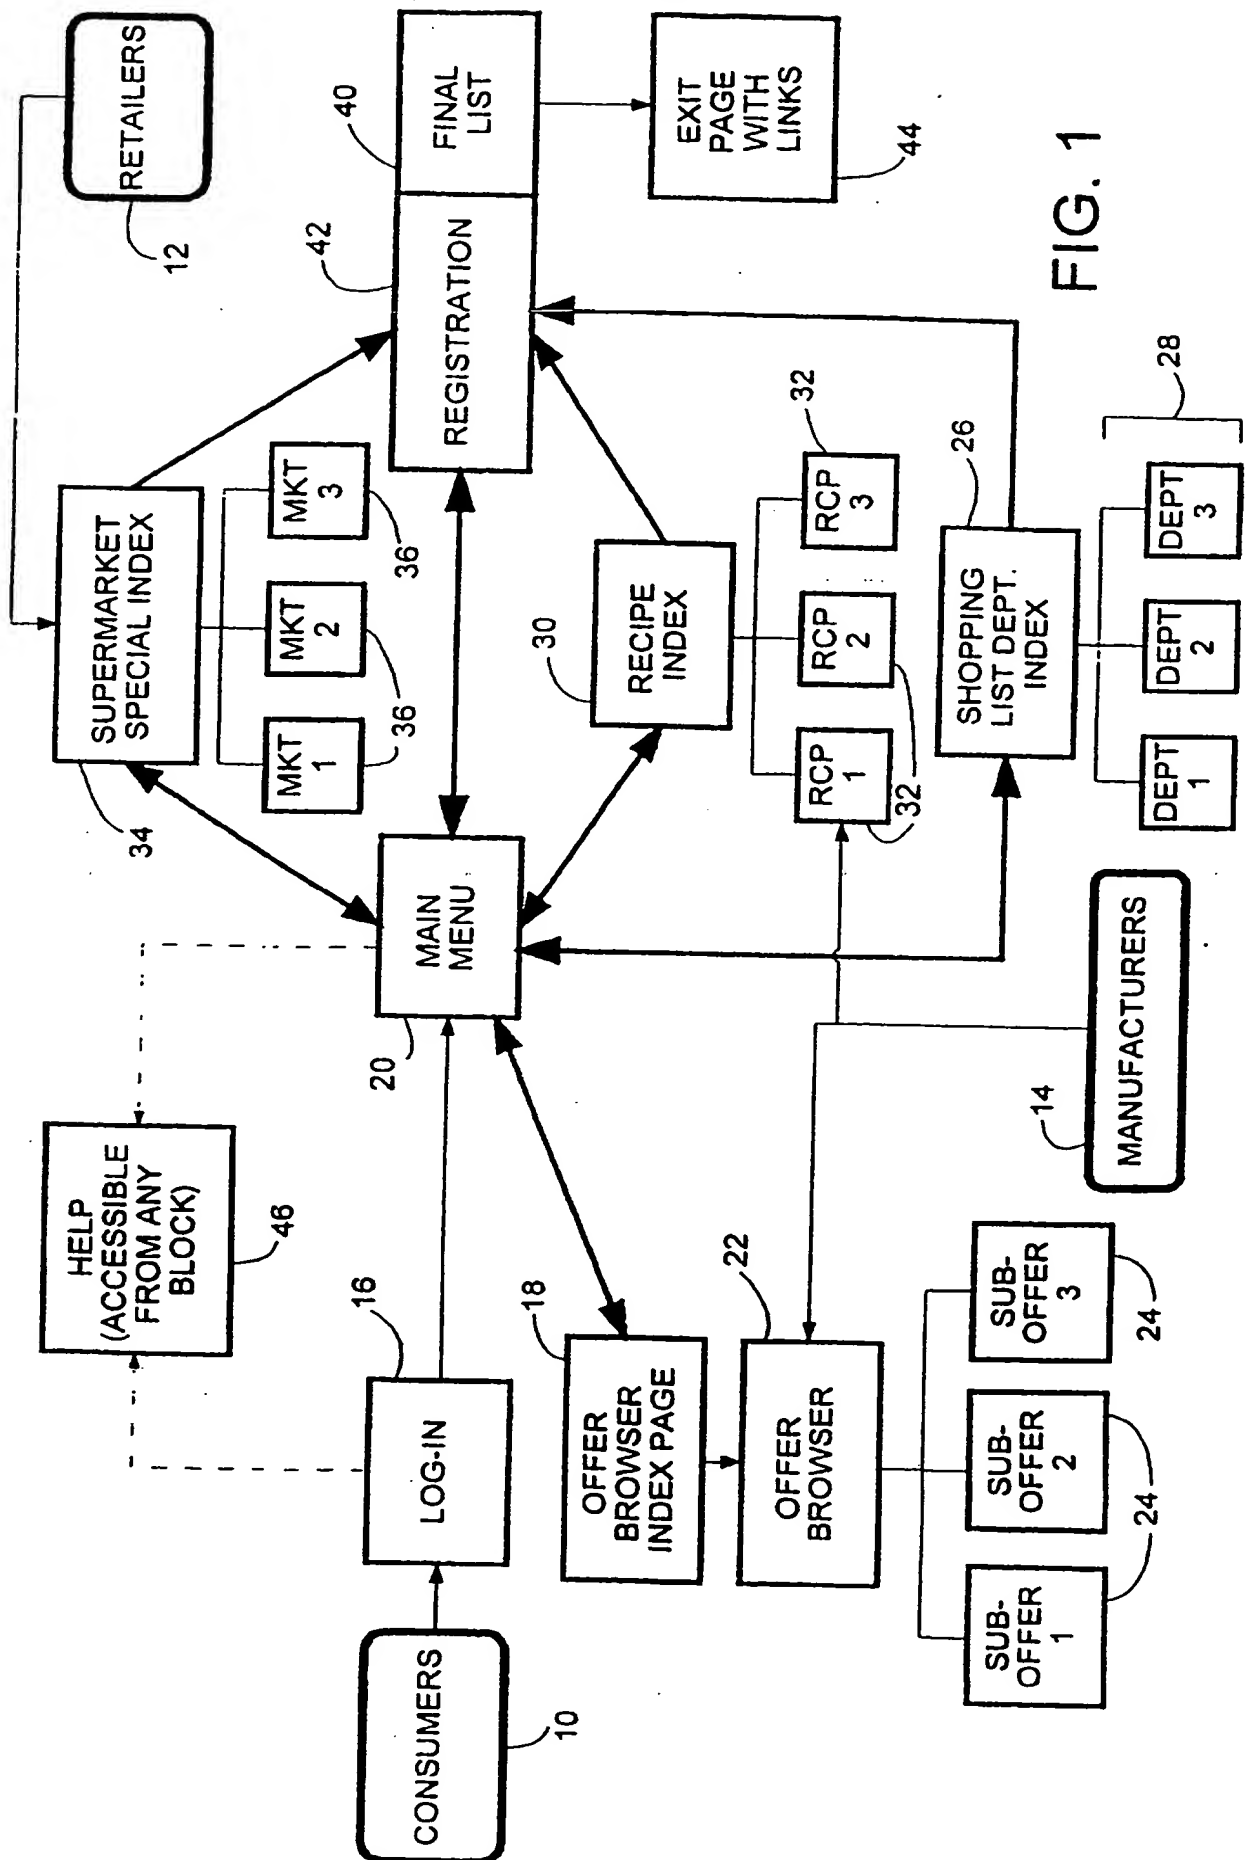 RETAILERS
12
SUPERMARKET
SPECIAL INDEX
34
MKT
1
MKT
2
MKT
3
36
36
HELP
(ACCESSIBLE
FROM ANY
BLOCK)
46
CONSUMERS
10
LOG-IN
16
MAIN
MENU
20
REGISTRATION
42
FINAL
LIST
40
EXIT
PAGE
WITH
LINKS
44
OFFER
BROWSER
INDEX PAGE
18
OFFER
BROWSER
22
SUB-
OFFER
1
SUB-
OFFER
2
SUB-
OFFER
3
24
24
RECIPE
INDEX
30
RCP
1
RCP
2
RCP
3
32
32
SHOPPING
LIST DEPT.
INDEX
26
DEPT
1
DEPT
2
DEPT
3
28
MANUFACTURERS
14
FIG. 1